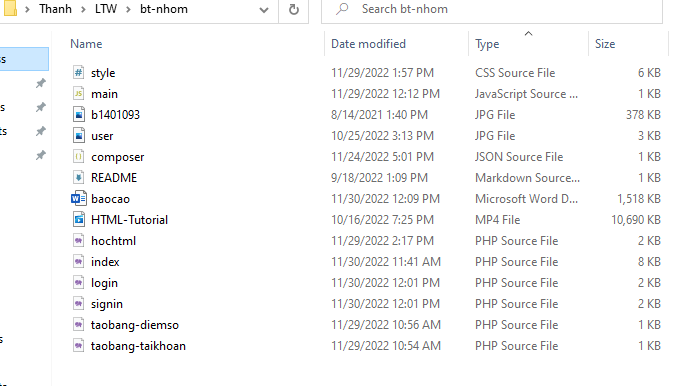 Thanh > LTW > bt-nhom
Search bt-nhom
Name Date modified Type Size
style 11/29/2022 1:57 PM CSS Source File 6 KB
main 11/29/2022 12:12 PM JavaScript Source ... 1 KB
b1401093 8/14/2021 1:40 PM JPG File 378 KB
user 10/25/2022 3:13 PM JPG File 3 KB
composer 11/24/2022 5:01 PM JSON Source File 1 KB
README 9/18/2022 1:09 PM Markdown Source... 1 KB
baocao 11/30/2022 12:09 PM Microsoft Word D... 1,518 KB
HTML-Tutorial 10/16/2022 7:25 PM MP4 File 10,690 KB
hochtml 11/29/2022 2:17 PM PHP Source File 2 KB
index 11/30/2022 11:41 AM PHP Source File 8 KB
login 11/30/2022 12:01 PM PHP Source File 2 KB
signin 11/30/2022 12:01 PM PHP Source File 2 KB
taobang-diemso 11/29/2022 10:56 AM PHP Source File 1 KB
taobang-taikhoan 11/29/2022 10:54 AM PHP Source File 1 KB